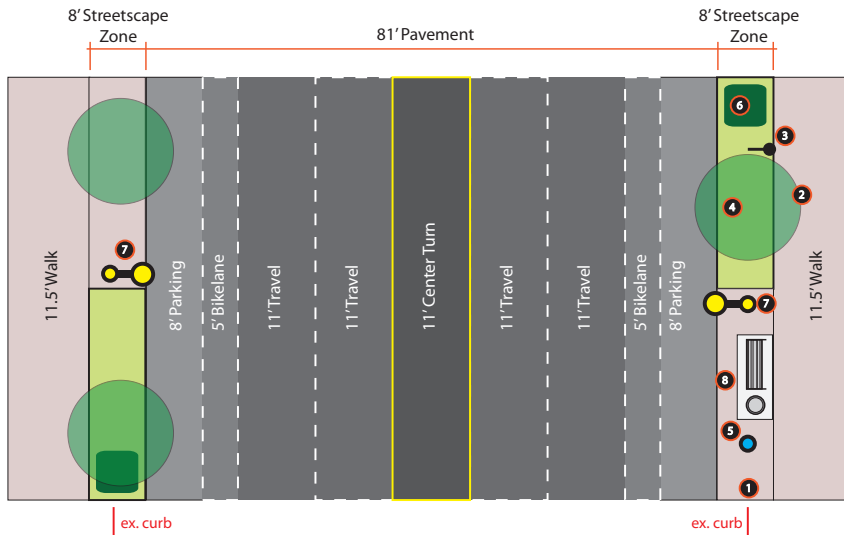 8’ Streetscape
Zone
81’ Pavement
8’ Streetscape
Zone
11.5’ Walk
7
8’ Parking
5’ Bikelane
11’ Travel
11’ Travel
11’ Center Turn
11’ Travel
11’ Travel
5’ Bikelane
8’ Parking
6
3
2
4
7
8
5
1
11.5’ Walk
ex. curb
ex. curb